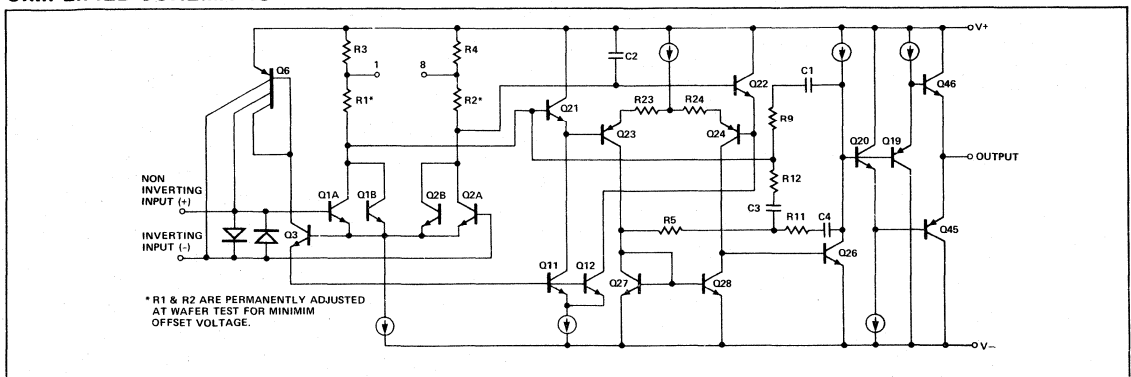 V+
R3
R4
C2
1
8
Q6
Q22
C1
Q46
R1*
R2*
Q21
R23
R24
R9
Q23
Q24
Q20
Q19
OUTPUT
R12
NON
INVERTING
INPUT (+)
Q1A
Q1B
Q2B
Q2A
C3
R5
R11
C4
INVERTING
INPUT (-)
Q3
Q45
Q26
Q11
Q12
Q27
Q28
* R1 & R2 ARE PERMANENTLY ADJUSTED
AT WAFER TEST FOR MINIMIM
OFFSET VOLTAGE.
V-